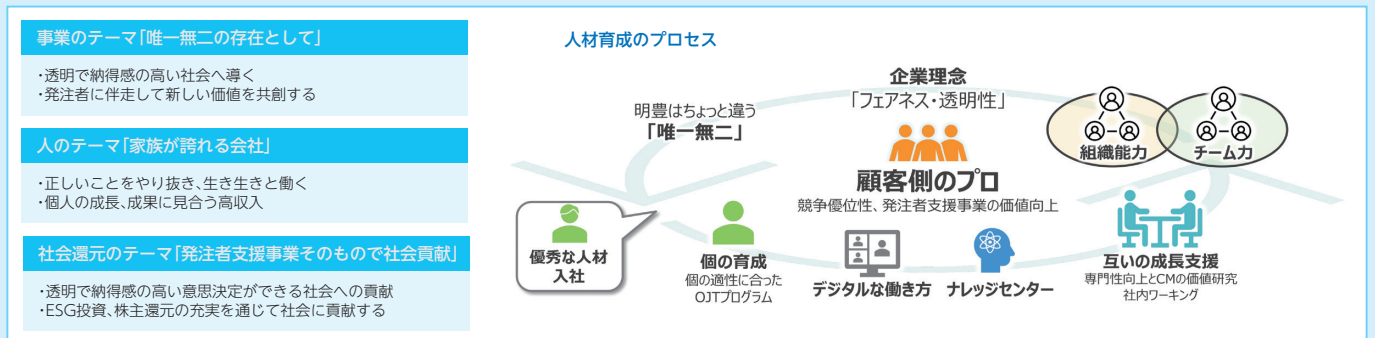 事業のテーマ「唯一無二の存在として」
・透明で納得感の高い社会へ導く
・発注者に伴走して新しい価値を共創する
人のテーマ「家族が誇れる会社」
・正しいことをやり抜き、生き生きと働く
・個人の成長、成果に見合う高収入
社会還元のテーマ「発注者支援事業そのもので社会貢献」
・透明で納得感の高い意思決定ができる社会への貢献
・ESG投資、株主還元の充実を通じて社会に貢献する
人材育成のプロセス
企業理念
「フェアネス・透明性」
明豊はちょっと違う
「唯一無二」
組織能力
チーム力
顧客側のプロ
競争優位性、発注者支援事業の価値向上
優秀な人材
入社
個の育成
個の適性に合った
OJTプログラム
デジタルな働き方
ナレッジセンター
互いの成長支援
専門性向上とCMの価値研究
社内ワーキング